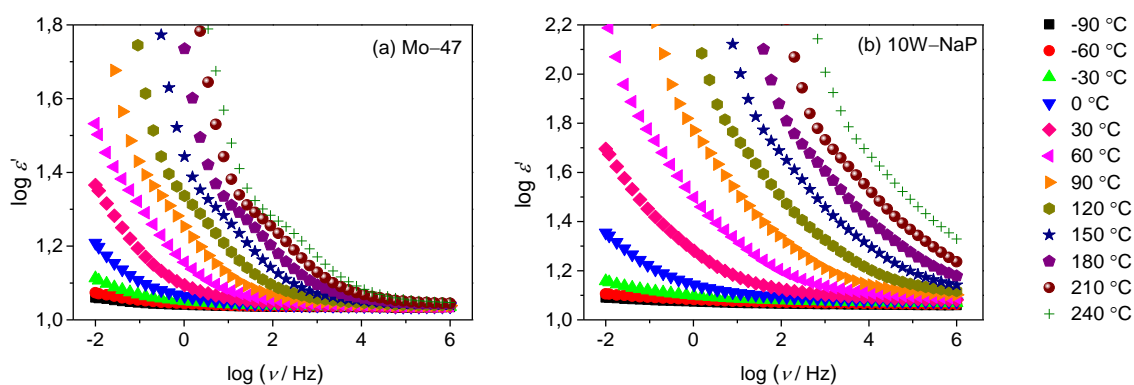 (a) Mo–47
log ε'
1,8
1,6
1,4
1,2
1,0
-2
0
2
4
6
log (ν / Hz)
(b) 10W–NaP
log ε'
2,2
2,0
1,8
1,6
1,4
1,2
1,0
-2
0
2
4
6
log (ν / Hz)
-90 °C
-60 °C
-30 °C
0 °C
30 °C
60 °C
90 °C
120 °C
150 °C
180 °C
210 °C
240 °C